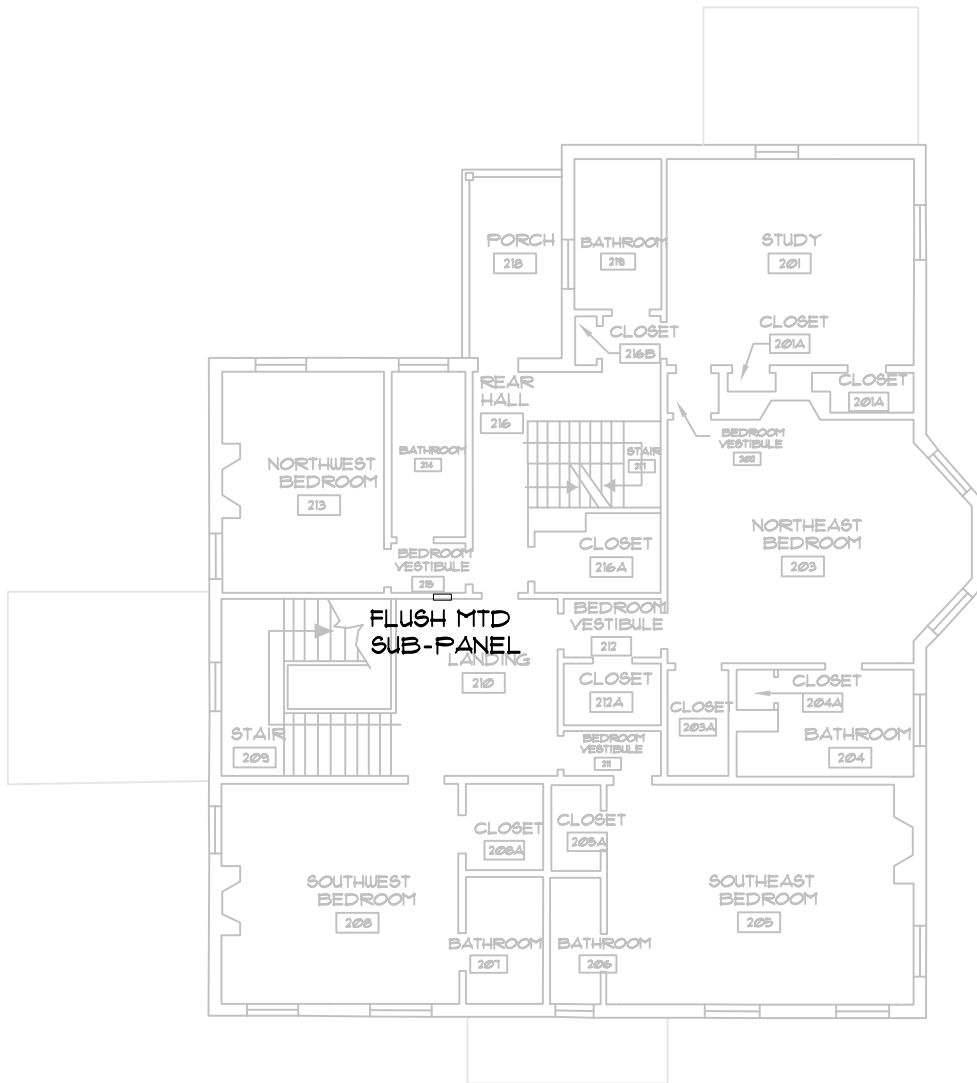 PORCH
218
BATHROOM
219
STUDY
201
CLOSET
216B
CLOSET
201A
CLOSET
201A
REAR
HALL
216
BEDROOM
VESTIBULE
202
NORTHWEST
BEDROOM
213
BATHROOM
214
STAIR
217
NORTHEAST
BEDROOM
203
CLOSET
216A
BEDROOM
VESTIBULE
215
FLUSH MTD
SUB-PANEL
BEDROOM
VESTIBULE
212
LANDING
210
CLOSET
212A
CLOSET
203A
CLOSET
204A
STAIR
209
BEDROOM
VESTIBULE
211
BATHROOM
204
CLOSET
208A
CLOSET
205A
SOUTHWEST
BEDROOM
208
SOUTHEAST
BEDROOM
205
BATHROOM
207
BATHROOM
206